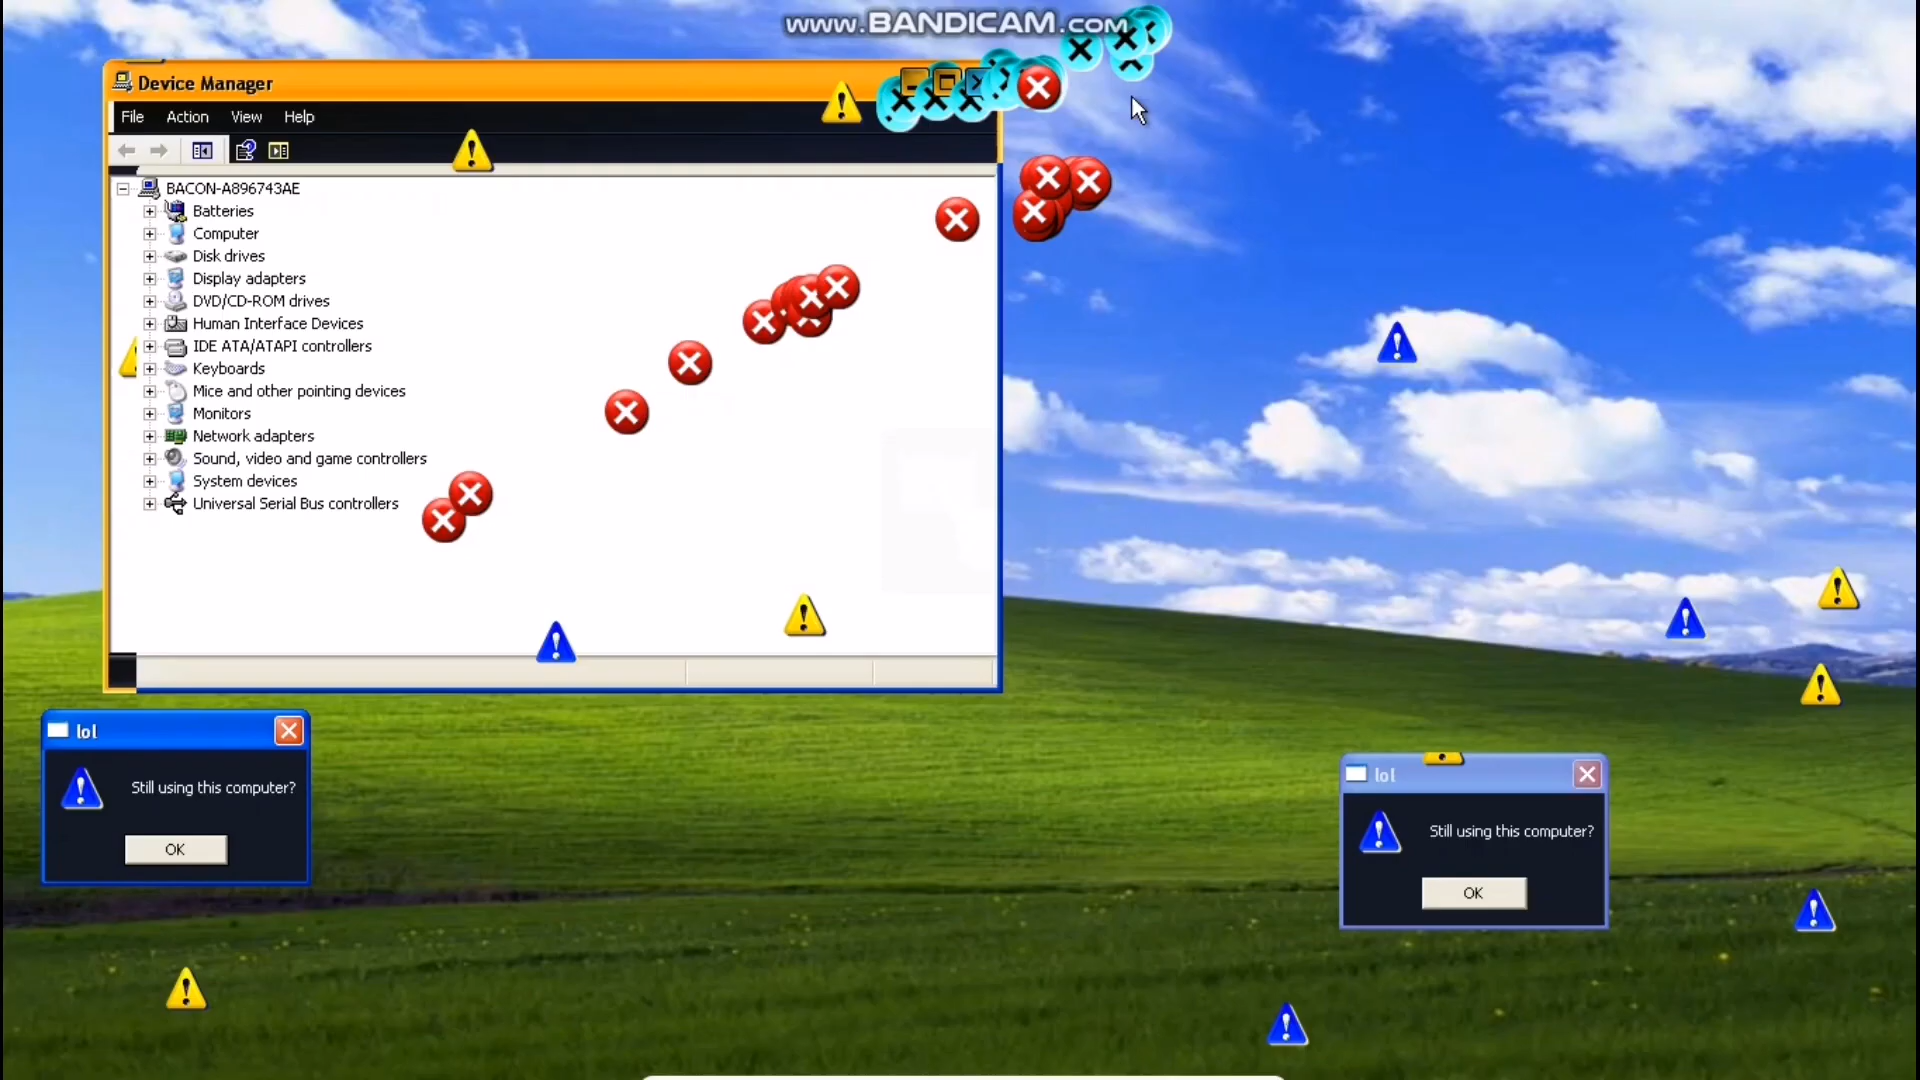 www.BANDICAM.com
Device Manager
File Action View Help
BACON-A896743AE
Batteries
Computer
Disk drives
Display adapters
DVD/CD-ROM drives
Human Interface Devices
IDE ATA/ATAPI controllers
Keyboards
Mice and other pointing devices
Monitors
Network adapters
Sound, video and game controllers
System devices
Universal Serial Bus controllers
lol
Still using this computer?
OK
lol
Still using this computer?
OK